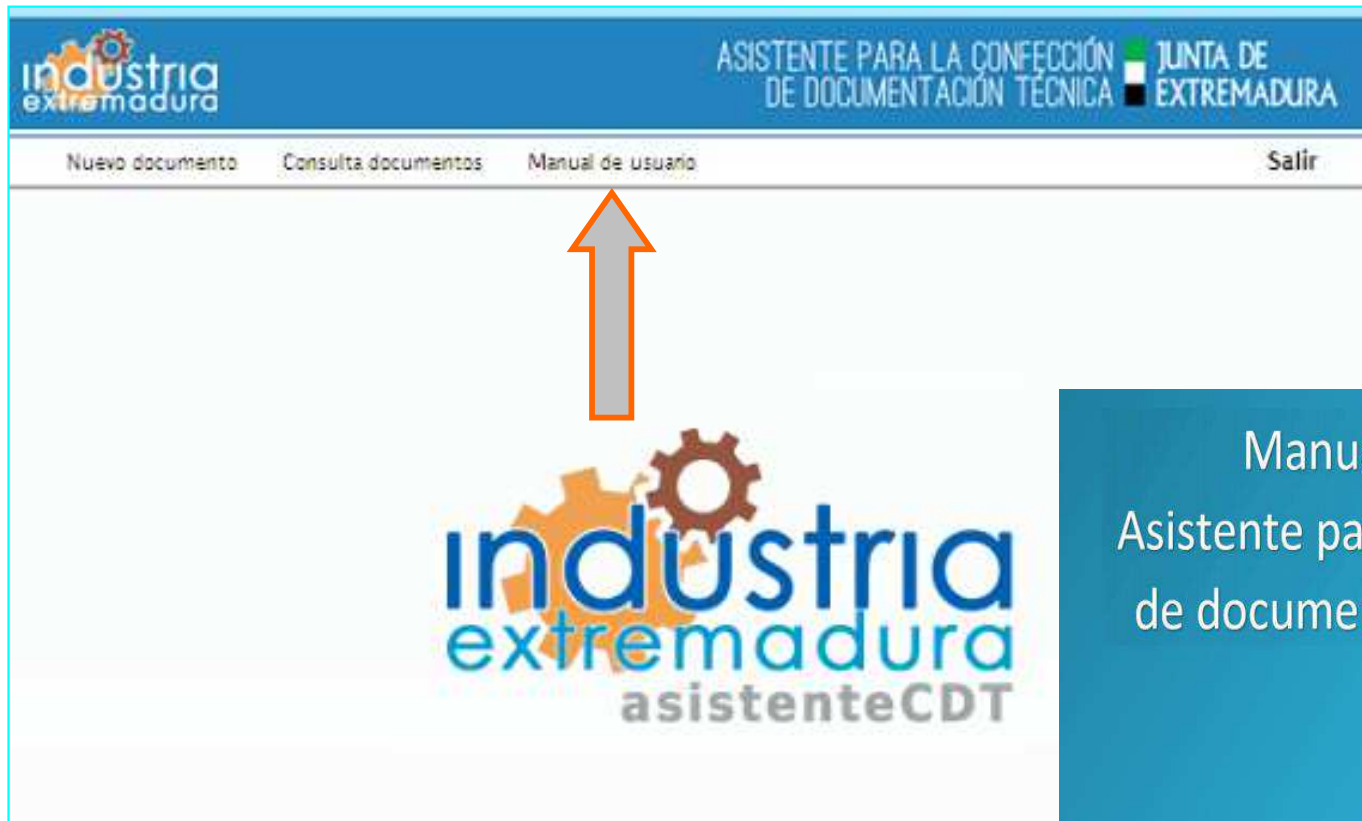 industria
extremadura
ASISTENTE PARA LA CONFECCIÓN
DE DOCUMENTACIÓN TÉCNICA
JUNTA DE
EXTREMADURA
Nuevo documento
Consulta documentos
Manual de usuario
Salir
industria
extremadura
asistenteCDT
Manu
Asistente pa
de docume